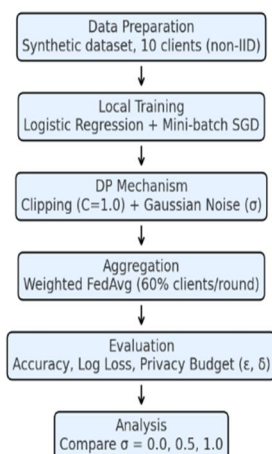 Data Preparation
Synthetic dataset, 10 clients (non-IID)
Local Training
Logistic Regression + Mini-batch SGD
DP Mechanism
Clipping (C=1.0) + Gaussian Noise (σ)
Aggregation
Weighted FedAvg (60% clients/round)
Evaluation
Accuracy, Log Loss, Privacy Budget (ε, δ)
Analysis
Compare σ = 0.0, 0.5, 1.0